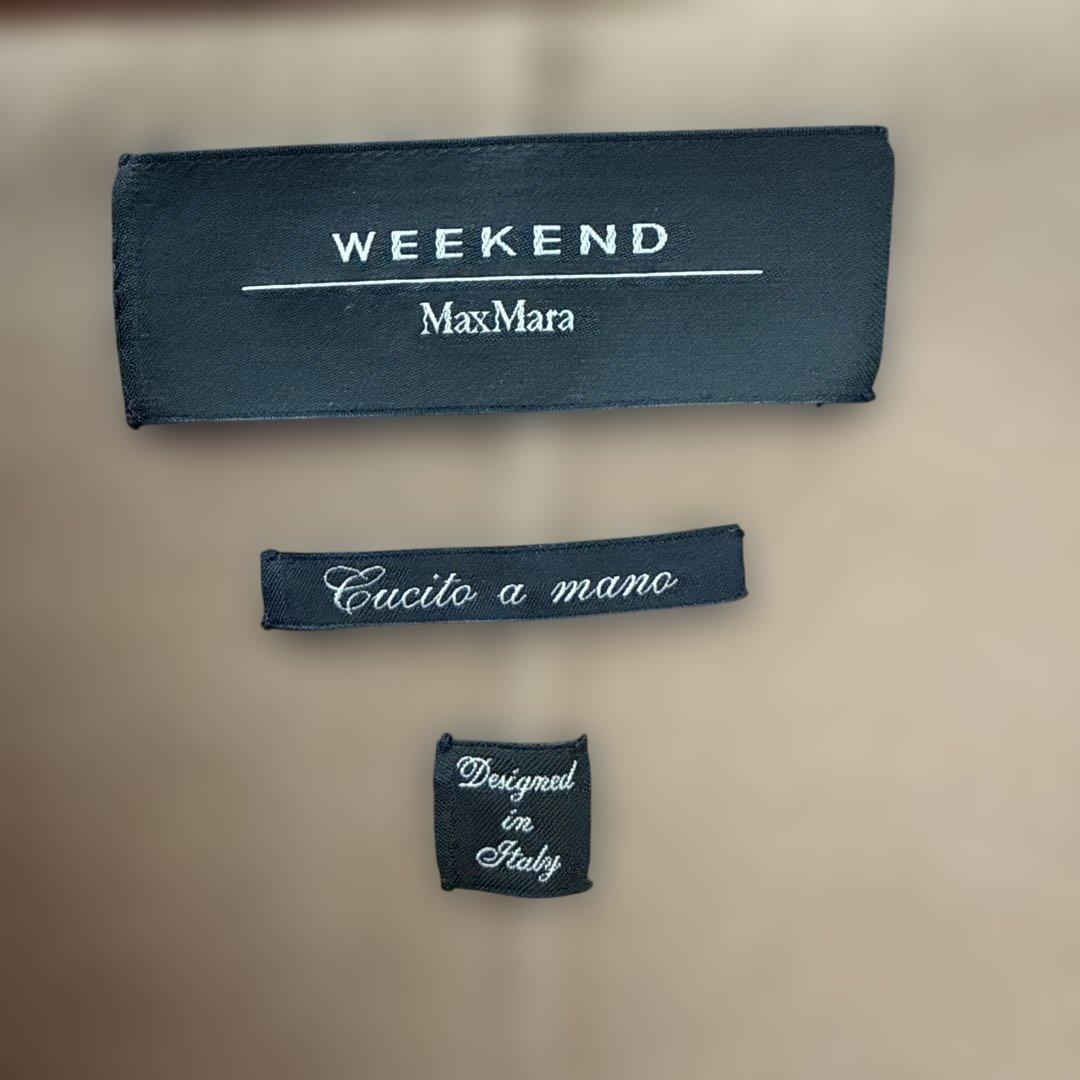 WEEKEND
MaxMara
Cucito a mano
Designed
in
Italy